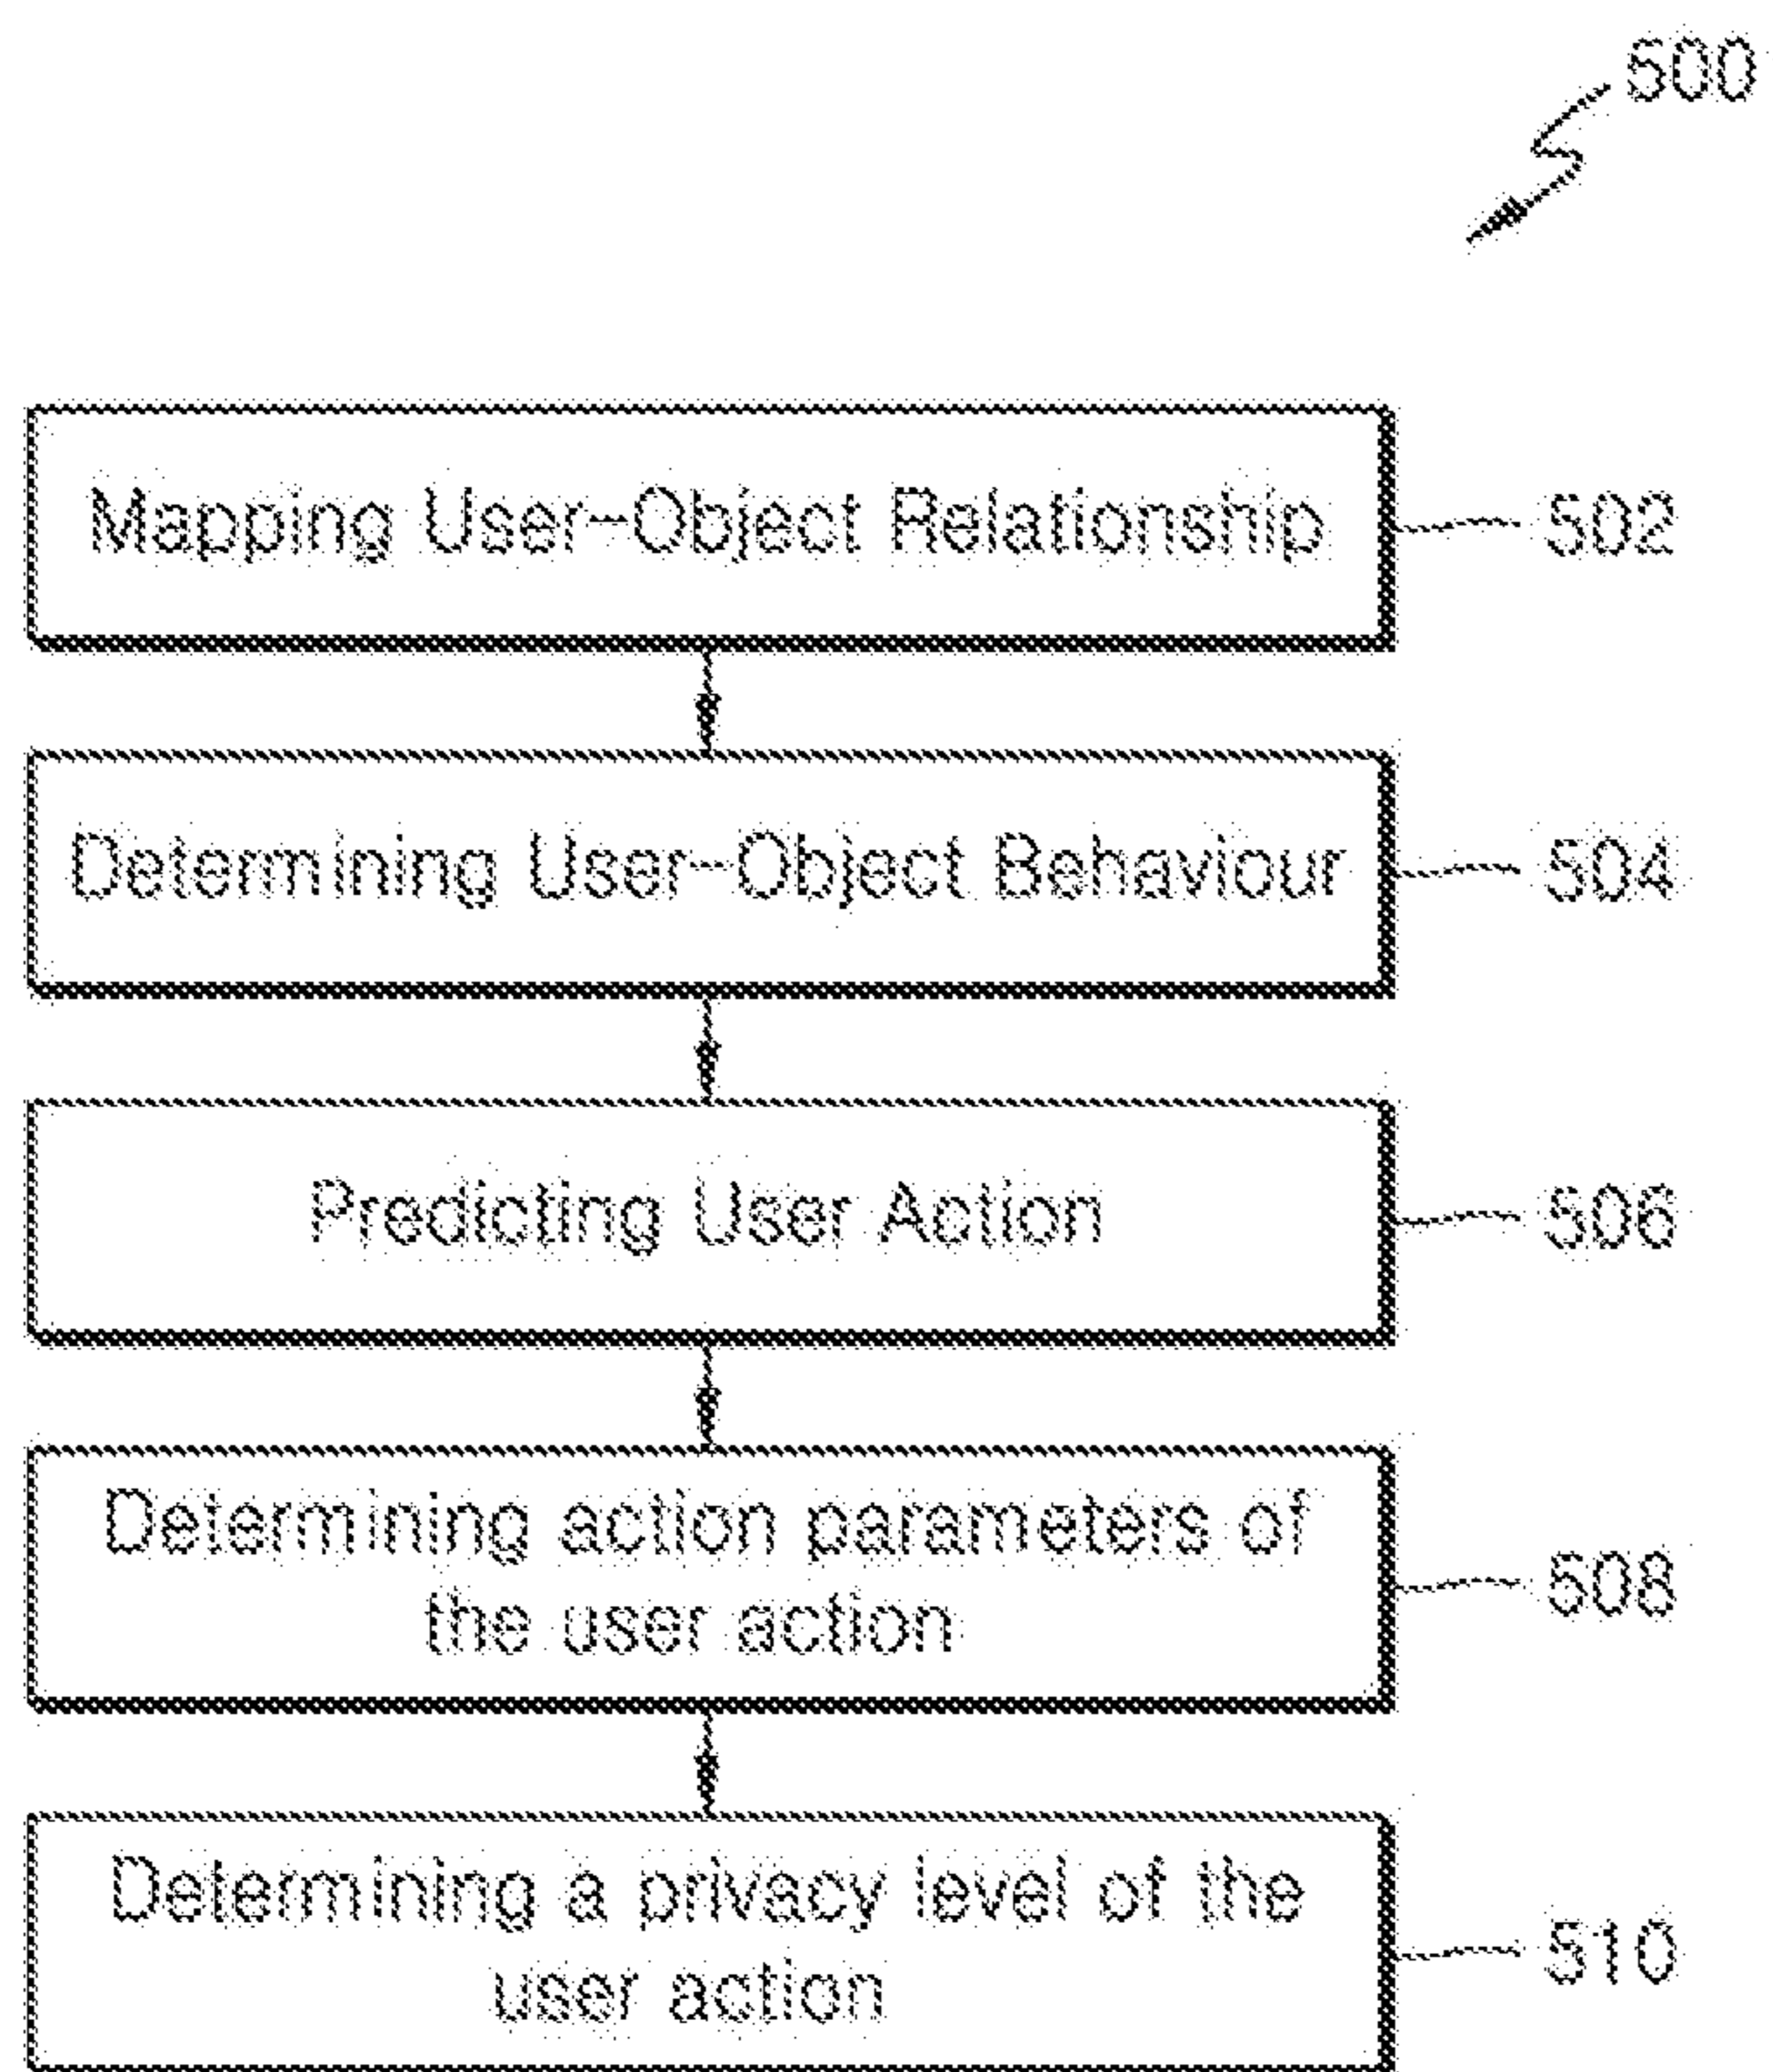 500
Mapping User-Object Relationship
502
Determining User-Object Behaviour
504
Predicting User Action
506
Determining action parameters of
the user action
508
Determining a privacy level of the
user action
510